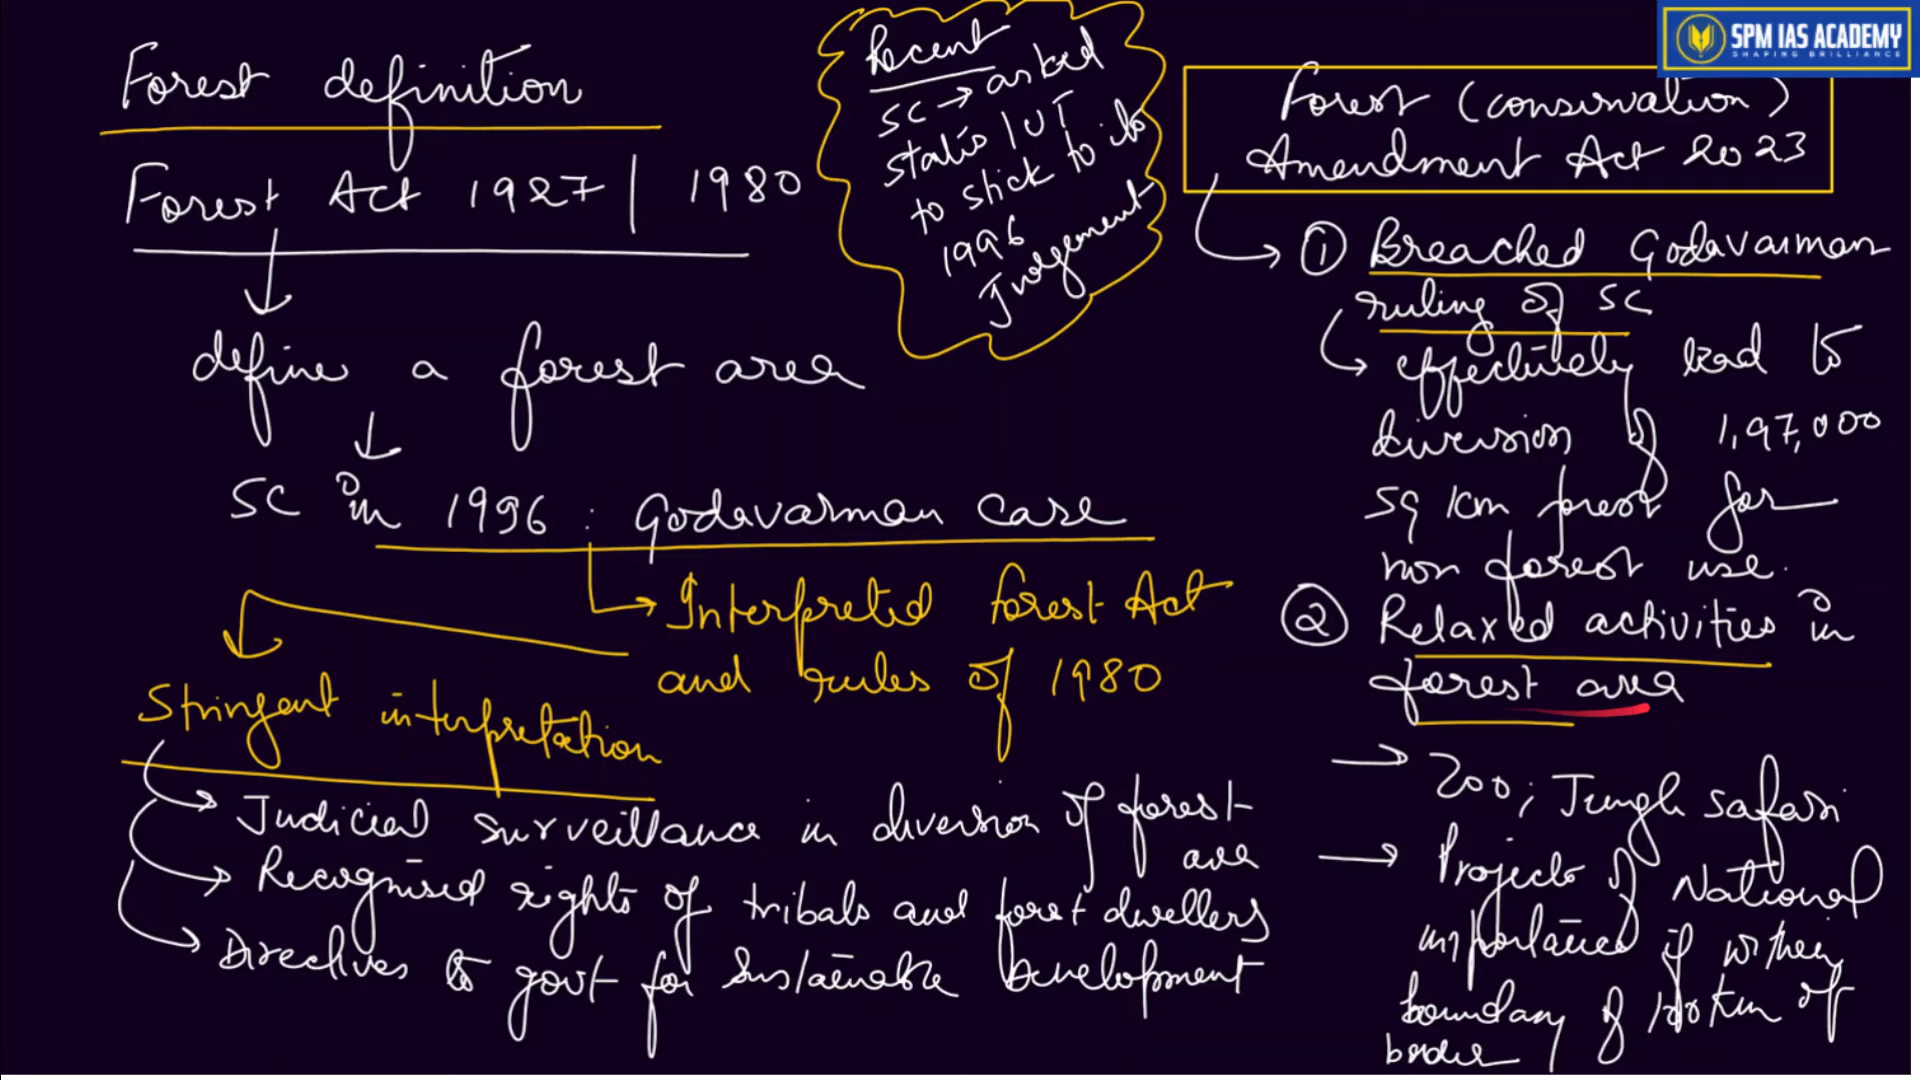 Forest definition
Forest Act 1927 | 1980
define a forest area
SC in 1996 : Godavarman case
Interpreted forest Act
and rules of 1980
Stringent interpretation
Judicial surveillance in diversion of forest
area
Recognised rights of tribals and forest dwellers
Directives to govt for Sustainable Development
Recent
SC → asked
states / UT
to stick to its
1996
Judgement
SPM IAS ACADEMY
SHAPING BRILLIANCE
Forest (conservation)
Amendment Act 2023
① Breached Godavarman
ruling of SC
effectively lead to
diversion of 1,97,000
sq km forest for
non forest use.
② Relaxed activities in
forest area
→ Zoo; Jungle safari
→ Projects of National
importance if within
boundary of 100 km of
border